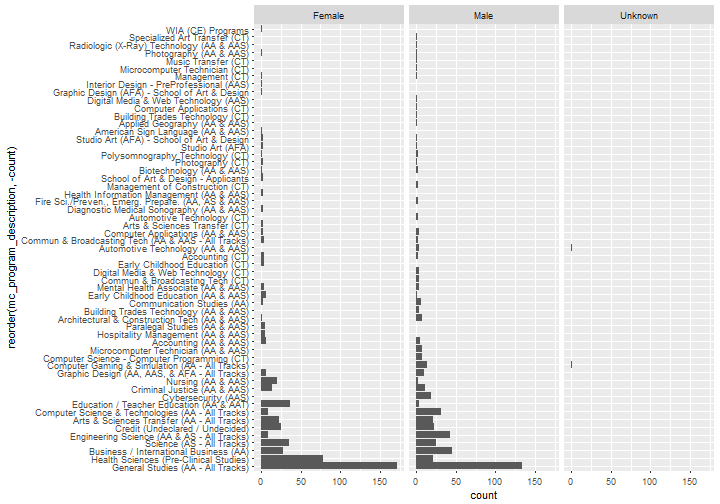 Female
Male
Unknown
WIA (CE) Programs
Specialized Art Transfer (CT)
Radiologic (X-Ray) Technology (AA & AAS)
Photography (AA & AAS)
Music Transfer (CT)
Microcomputer Technician (CT)
Management (CT)
Interior Design - PreProfessional (AAS)
Graphic Design (AFA) - School of Art & Design
Digital Media & Web Technology (AAS)
Computer Applications (CT)
Building Trades Technology (CT)
Applied Geography (AA & AAS)
American Sign Language (AA & AAS)
Studio Art (AFA) - School of Art & Design
Studio Art (AFA)
Polysomnography Technology (CT)
Photography (CT)
Biotechnology (AA & AAS)
School of Art & Design - Applicants
Management of Construction (CT)
Health Information Management (AA & AAS)
Fire Sci./Preven., Emerg. Prepare. (AA, AS & AAS)
Diagnostic Medical Sonography (AA & AAS)
Automotive Technology (CT)
Arts & Sciences Transfer (CT)
Computer Applications (AA & AAS)
Commun & Broadcasting Tech (AA & AAS - All Tracks)
Automotive Technology (AA & AAS)
Accounting (CT)
Early Childhood Education (CT)
Digital Media & Web Technology (CT)
Commun & Broadcasting Tech (CT)
Mental Health Associate (AA & AAS)
Early Childhood Education (AA & AAS)
Communication Studies (AA)
Building Trades Technology (AA & AAS)
Architectural & Construction Tech (AA & AAS)
Paralegal Studies (AA & AAS)
Hospitality Management (AA & AAS)
Accounting (AA & AAS)
Microcomputer Technician (AA & AAS)
Computer Science - Computer Programming (CT)
Computer Gaming & Simulation (AA - All Tracks)
Graphic Design (AA, AAS, & AFA - All Tracks)
Nursing (AA & AAS)
Criminal Justice (AA & AAS)
Cybersecurity (AAS)
Education / Teacher Education (AA & AAT)
Computer Science & Technologies (AA - All Tracks)
Arts & Sciences Transfer (AA - All Tracks)
Credit (Undeclared / Undecided)
Engineering Science (AA & AS - All Tracks)
Science (AS - All Tracks)
Business / International Business (AA)
Health Sciences (Pre-Clinical Studies)
General Studies (AA - All Tracks)
reorder(mc_program_description, -count)
0 50 100 150
0 50 100 150
0 50 100 150
count